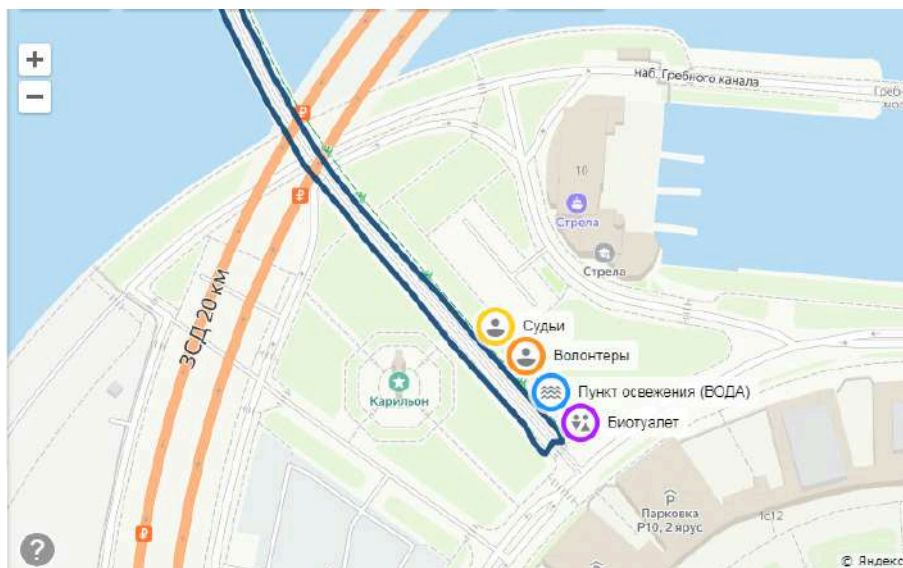 +
наб. Гребного канала
−
10
Стрела
Стрела
ЗСД 20 км
Судьи
Волонтеры
Пункт освежения (ВОДА)
Карильон
Биотуалет
Парковка
Р10, 2 ярус
1с12
?
© Яндекс